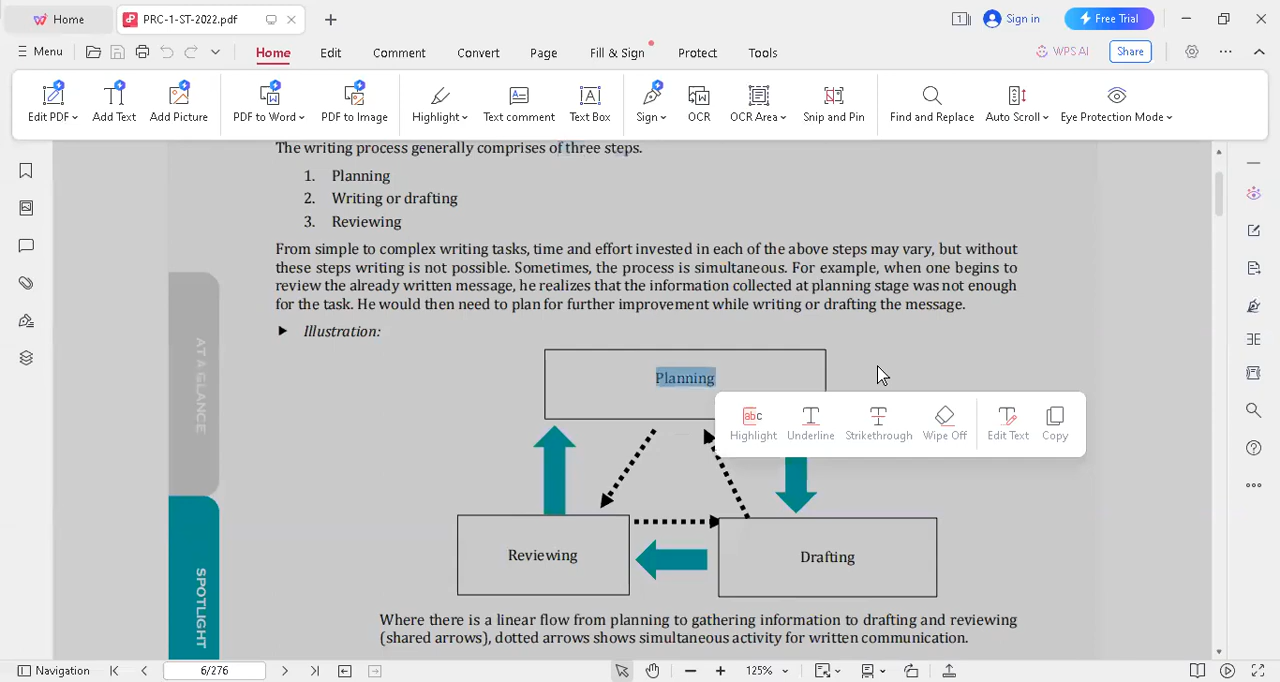 Home
PRC-1-ST-2022.pdf
Sign in
Free Trial
Menu
Home
Edit
Comment
Convert
Page
Fill & Sign
Protect
Tools
WPS AI
Share
Edit PDF
Add Text
Add Picture
PDF to Word
PDF to Image
Highlight
Text comment
Text Box
Sign
OCR
OCR Area
Snip and Pin
Find and Replace
Auto Scroll
Eye Protection Mode
The writing process generally comprises of three steps.
1. Planning
2. Writing or drafting
3. Reviewing
From simple to complex writing tasks, time and effort invested in each of the above steps may vary, but without
these steps writing is not possible. Sometimes, the process is simultaneous. For example, when one begins to
review the already written message, he realizes that the information collected at planning stage was not enough
for the task. He would then need to plan for further improvement while writing or drafting the message.
Illustration:
AT A GLANCE
Planning
abc
Highlight
Underline
Strikethrough
Wipe Off
Edit Text
Copy
Reviewing
Drafting
SPOTLIGHT
Where there is a linear flow from planning to gathering information to drafting and reviewing
(shared arrows), dotted arrows shows simultaneous activity for written communication.
Navigation
6/276
125%